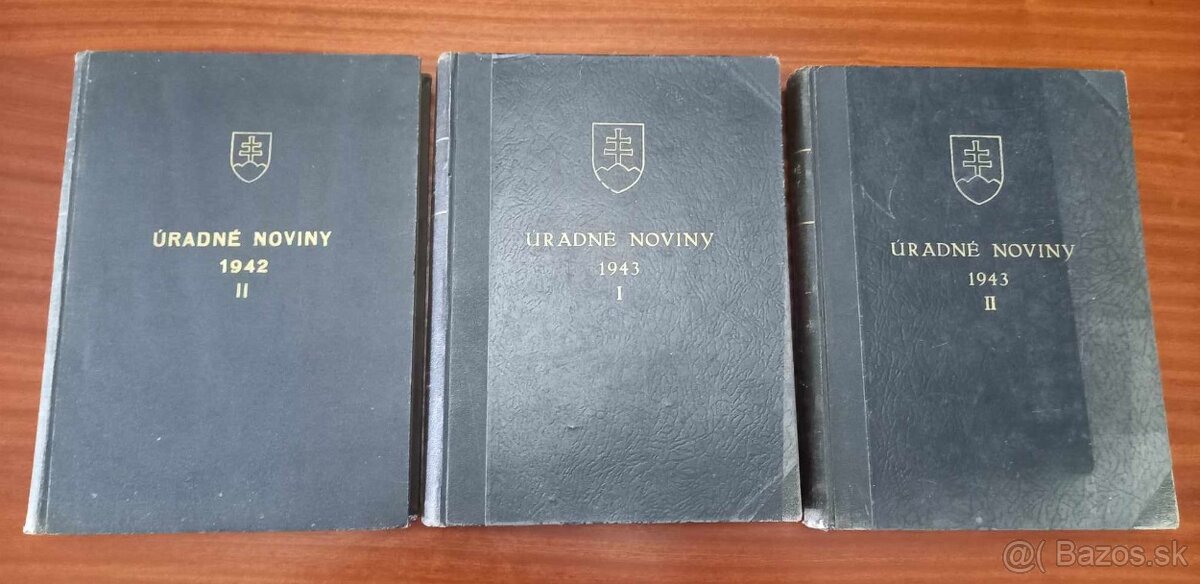 ÚRADNÉ NOVINY
1942
II
ÚRADNÉ NOVINY
1943
I
ÚRADNÉ NOVINY
1943
II
@( Bazos.sk